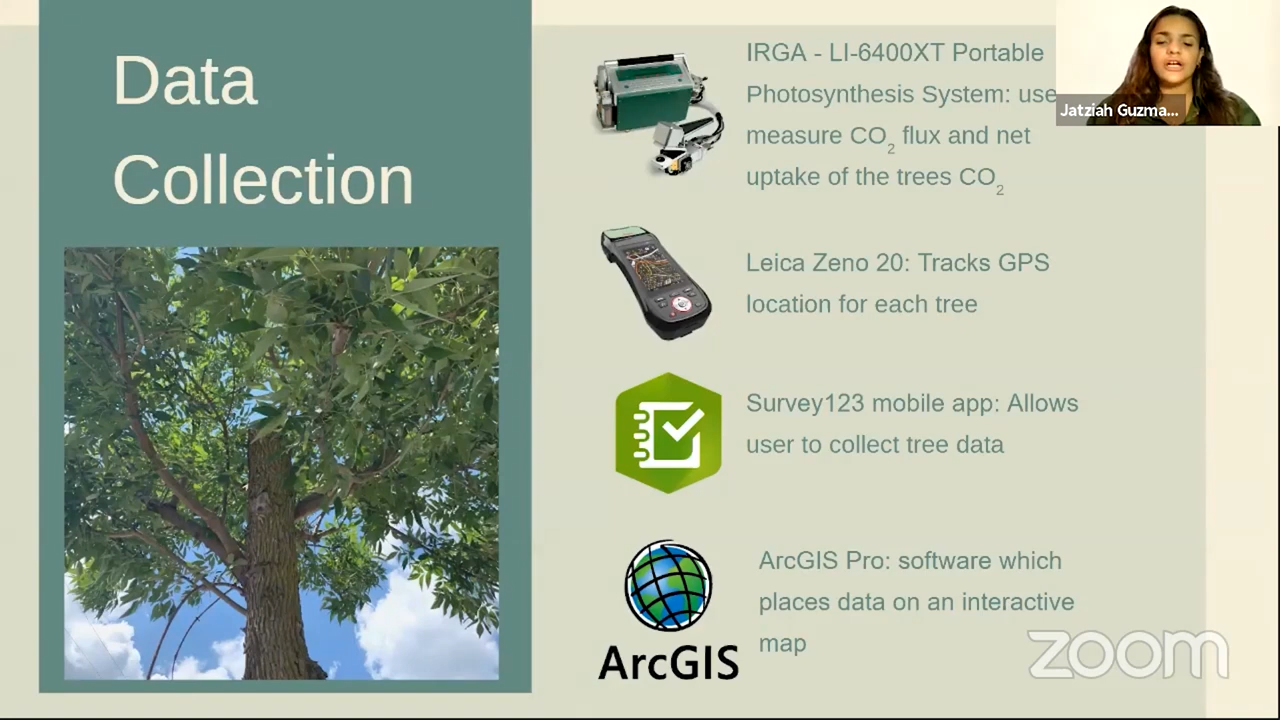 Data
Collection
IRGA - LI-6400XT Portable
Photosynthesis System: use
measure CO2 flux and net
uptake of the trees CO2
Jatziah Guzma...
Leica Zeno 20: Tracks GPS
location for each tree
Survey123 mobile app: Allows
user to collect tree data
ArcGIS Pro: software which
places data on an interactive
map
ArcGIS
zoom